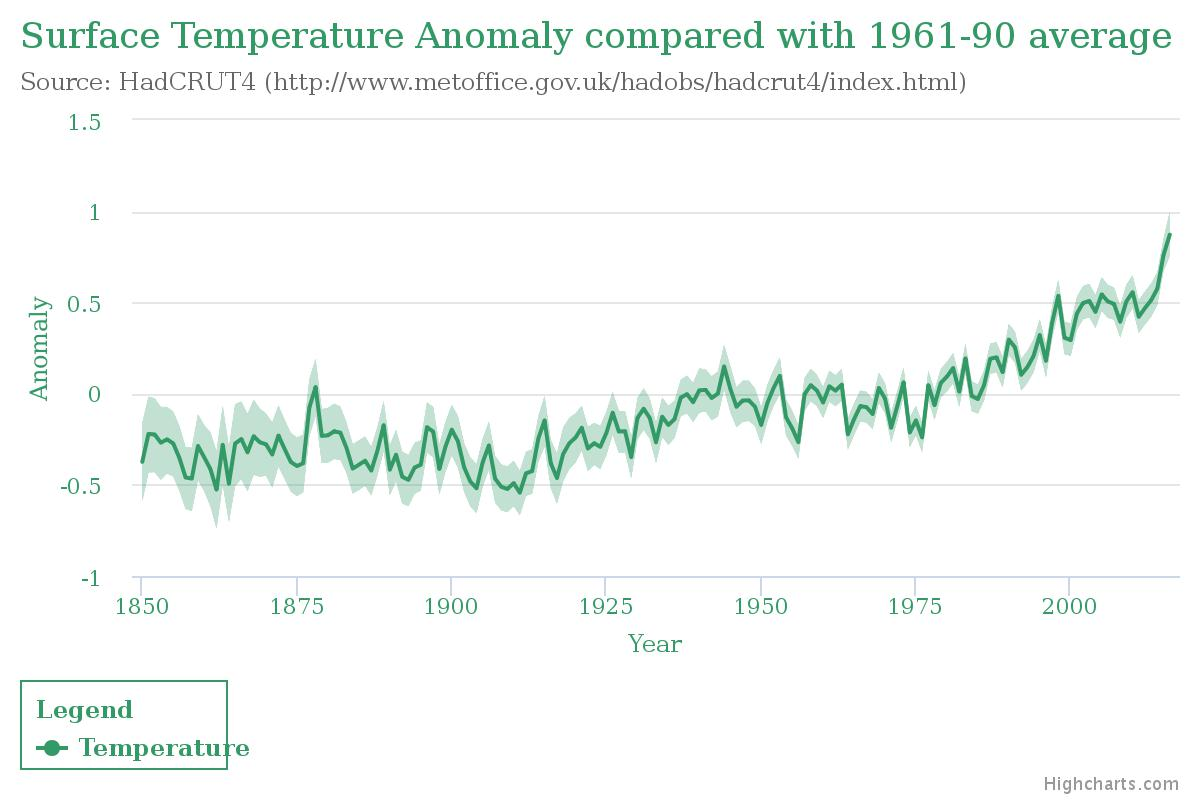 Surface Temperature Anomaly compared with 1961-90 average
Source: HadCRUT4 (http://www.metoffice.gov.uk/hadobs/hadcrut4/index.html)
1.5
1
0.5
0
-0.5
-1
Anomaly
1850 1875 1900 1925 1950 1975 2000
Year
Legend
Temperature
Highcharts.com